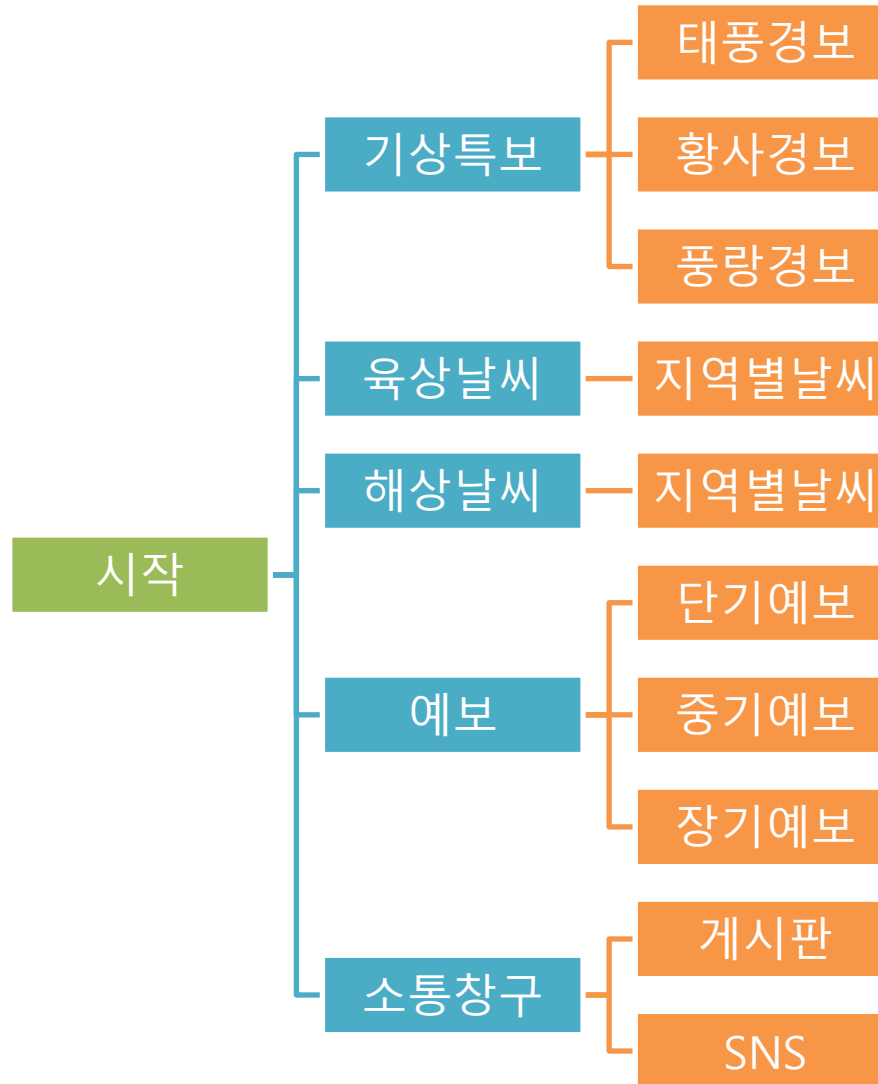 시작
기상특보
태풍경보
황사경보
풍랑경보
육상날씨
지역별날씨
해상날씨
지역별날씨
예보
단기예보
중기예보
장기예보
소통창구
게시판
SNS